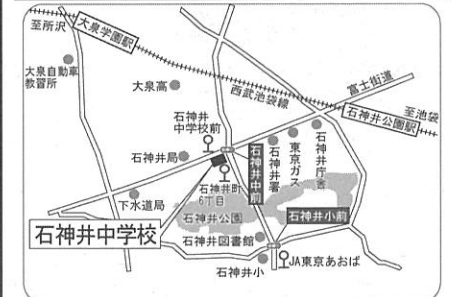 至所沢
大泉学園駅
大泉自動車
教習所
大泉高
西武池袋線
富士街道
石神井公園駅
至池袋
石神井
中学校前
石神井局
石神井中前
石神井署
東京ガス
石神井庁舎
下水道局
石神井町
6丁目
石神井公園
石神井小前
石神井中学校
石神井図書館
石神井小
JA東京あおば